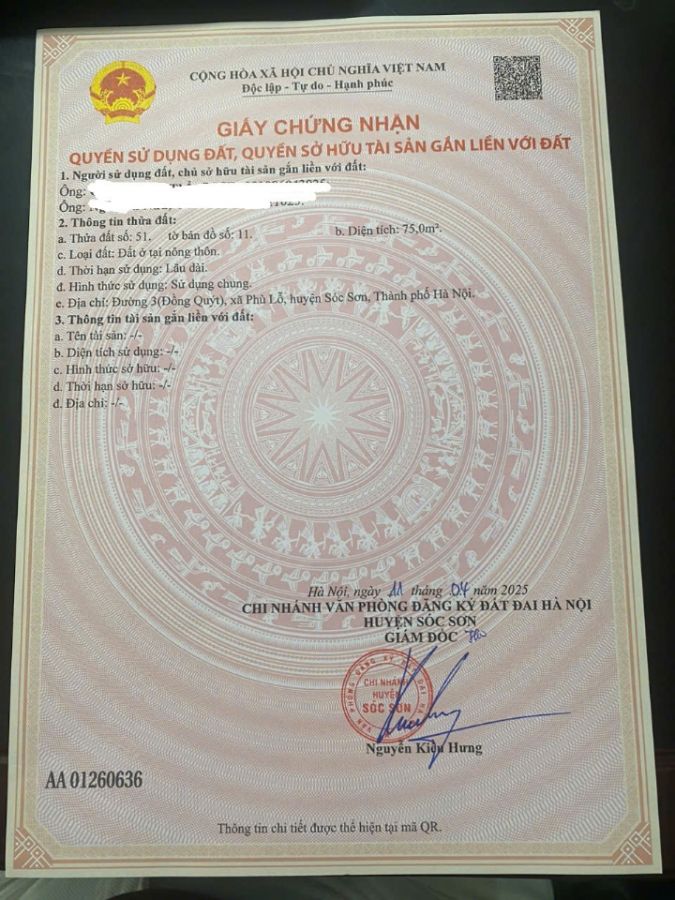 CỘNG HÒA XÃ HỘI CHỦ NGHĨA VIỆT NAM
Độc lập - Tự do - Hạnh phúc
GIẤY CHỨNG NHẬN
QUYỀN SỬ DỤNG ĐẤT, QUYỀN SỞ HỮU TÀI SẢN GẮN LIỀN VỚI ĐẤT
1. Người sử dụng đất, chủ sở hữu tài sản gắn liền với đất:
Ông:
Ông:
2. Thông tin thửa đất:
a. Thửa đất số: 51. tờ bản đồ số: 11. b. Diện tích: 75,0m².
c. Loại đất: Đất ở tại nông thôn.
d. Thời hạn sử dụng: Lâu dài.
đ. Hình thức sử dụng: Sử dụng chung.
e. Địa chỉ: Đường 3(Đồng Quýt), xã Phù Lỗ, huyện Sóc Sơn, Thành phố Hà Nội.
3. Thông tin tài sản gắn liền với đất:
a. Tên tài sản: -/-
b. Diện tích sử dụng: -/-
c. Hình thức sở hữu: -/-
d. Thời hạn sở hữu: -/-
đ. Địa chỉ: -/-
Hà Nội, ngày 11 tháng 04 năm 2025
CHI NHÁNH VĂN PHÒNG ĐĂNG KÝ ĐẤT ĐAI HÀ NỘI
HUYỆN SÓC SƠN
GIÁM ĐỐC
VĂN PHÒNG ĐĂNG KÝ ĐẤT ĐAI HÀ
CHI NHÁNH
HUYỆN
SÓC SƠN
Nguyễn Kiều Hưng
AA 01260636
Thông tin chi tiết được thể hiện tại mã QR.